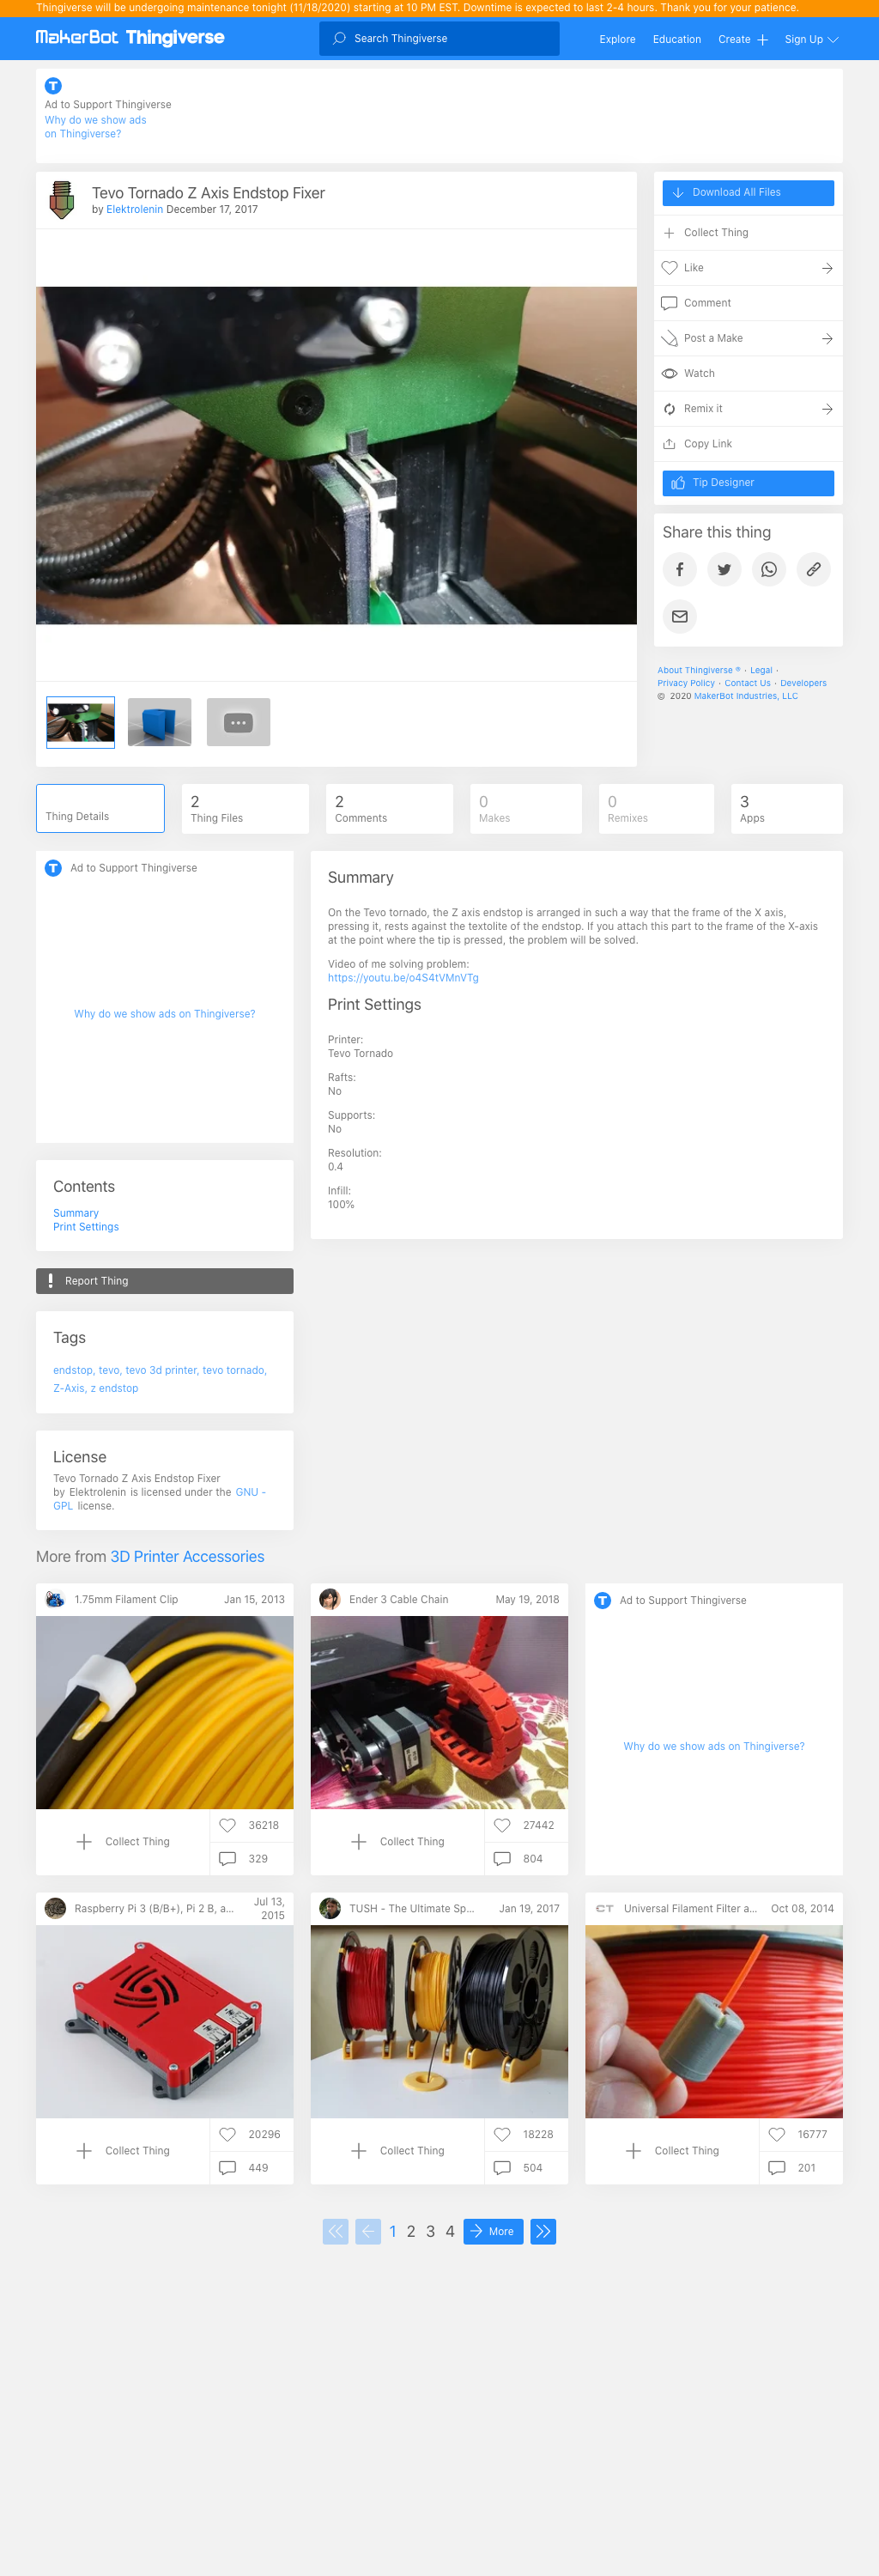 Thingiverse will be undergoing maintenance tonight (11/18/2020) starting at 10 PM EST. Downtime is expected to last 2-4 hours. Thank you for your patience.
MakerBot Thingiverse
Search Thingiverse
Explore
Education
Create
Sign Up
Ad to Support Thingiverse
Why do we show ads
on Thingiverse?
Tevo Tornado Z Axis Endstop Fixer
by Elektrolenin December 17, 2017
Download All Files
Collect Thing
Like
Comment
Post a Make
Watch
Remix it
Copy Link
Tip Designer
Share this thing
About Thingiverse ® · Legal ·
Privacy Policy · Contact Us · Developers
© 2020 MakerBot Industries, LLC
Thing Details
2
Thing Files
2
Comments
0
Makes
0
Remixes
3
Apps
Ad to Support Thingiverse
Why do we show ads on Thingiverse?
Summary
On the Tevo tornado, the Z axis endstop is arranged in such a way that the frame of the X axis,
pressing it, rests against the textolite of the endstop. If you attach this part to the frame of the X-axis
at the point where the tip is pressed, the problem will be solved.
Video of me solving problem:
https://youtu.be/o4S4tVMnVTg
Print Settings
Printer:
Tevo Tornado
Rafts:
No
Supports:
No
Resolution:
0.4
Infill:
100%
Contents
Summary
Print Settings
Report Thing
Tags
endstop, tevo, tevo 3d printer, tevo tornado,
Z-Axis, z endstop
License
Tevo Tornado Z Axis Endstop Fixer
by Elektrolenin is licensed under the GNU -
GPL license.
More from 3D Printer Accessories
1.75mm Filament Clip
Jan 15, 2013
Collect Thing
36218
329
Ender 3 Cable Chain
May 19, 2018
Collect Thing
27442
804
Ad to Support Thingiverse
Why do we show ads on Thingiverse?
Raspberry Pi 3 (B/B+), Pi 2 B, a...
Jul 13,
2015
Collect Thing
20296
449
TUSH - The Ultimate Sp...
Jan 19, 2017
Collect Thing
18228
504
CT
Universal Filament Filter a...
Oct 08, 2014
Collect Thing
16777
201
1
2
3
4
More